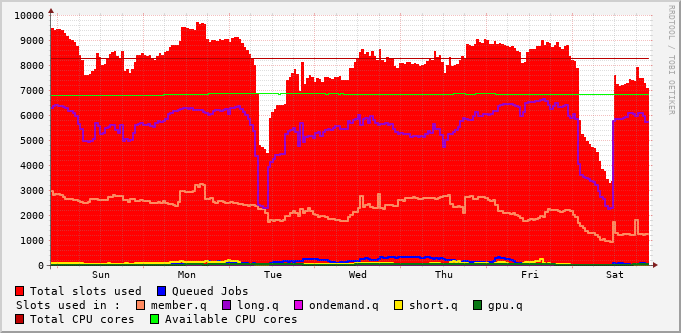 10000
9000
8000
7000
6000
5000
4000
3000
2000
1000
0
Sun Mon Tue Wed Thu Fri Sat
RRDTOOL / TOBI OETIKER
Total slots used Queued Jobs
Slots used in : member.q long.q ondemand.q short.q gpu.q
Total CPU cores Available CPU cores